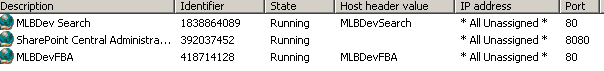 Description Identifier State Host header value IP address Port
MLBDev Search 1838864089 Running MLBDevSearch * All Unassigned * 80
SharePoint Central Administra... 392037452 Running * All Unassigned * 8080
MLBDevFBA 418714128 Running MLBDevFBA * All Unassigned * 80